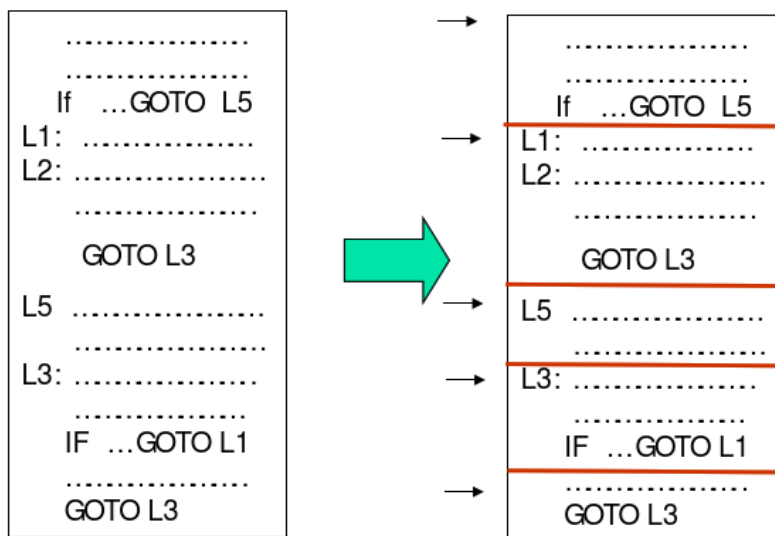 ...................
...................
If ...GOTO L5
L1: ..................
L2: ....................
...................
GOTO L3
L5 ....................
....................
L3: ...................
..................
IF ...GOTO L1
...................
GOTO L3
...................
...................
If ...GOTO L5
L1: ..................
L2: ....................
...................
GOTO L3
L5 ....................
....................
L3: ...................
..................
IF ...GOTO L1
...................
GOTO L3